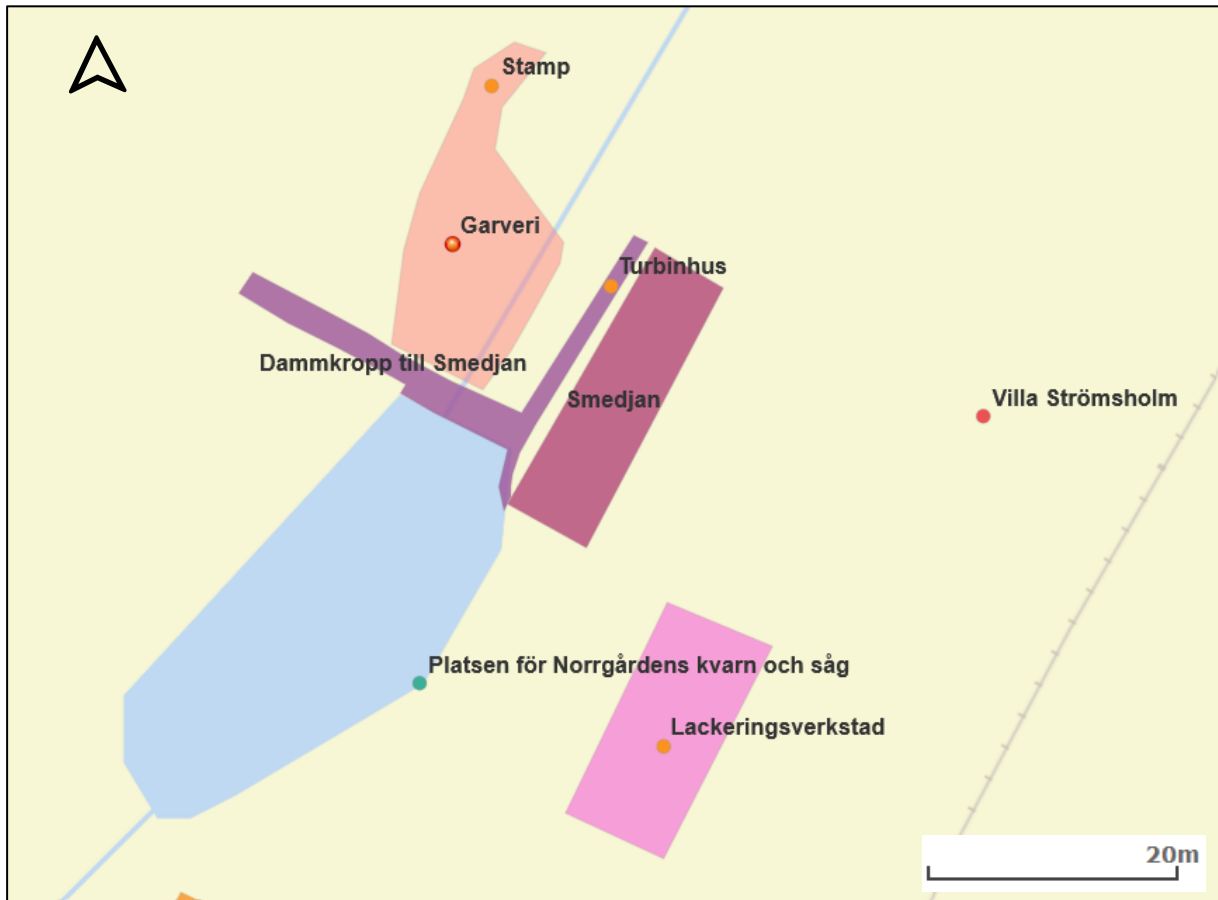 Stamp
Garveri
Turbinhus
Dammkropp till Smedjan
Smedjan
Villa Strömsholm
Platsen för Norrgårdens kvarn och såg
Lackeringsverkstad
20m